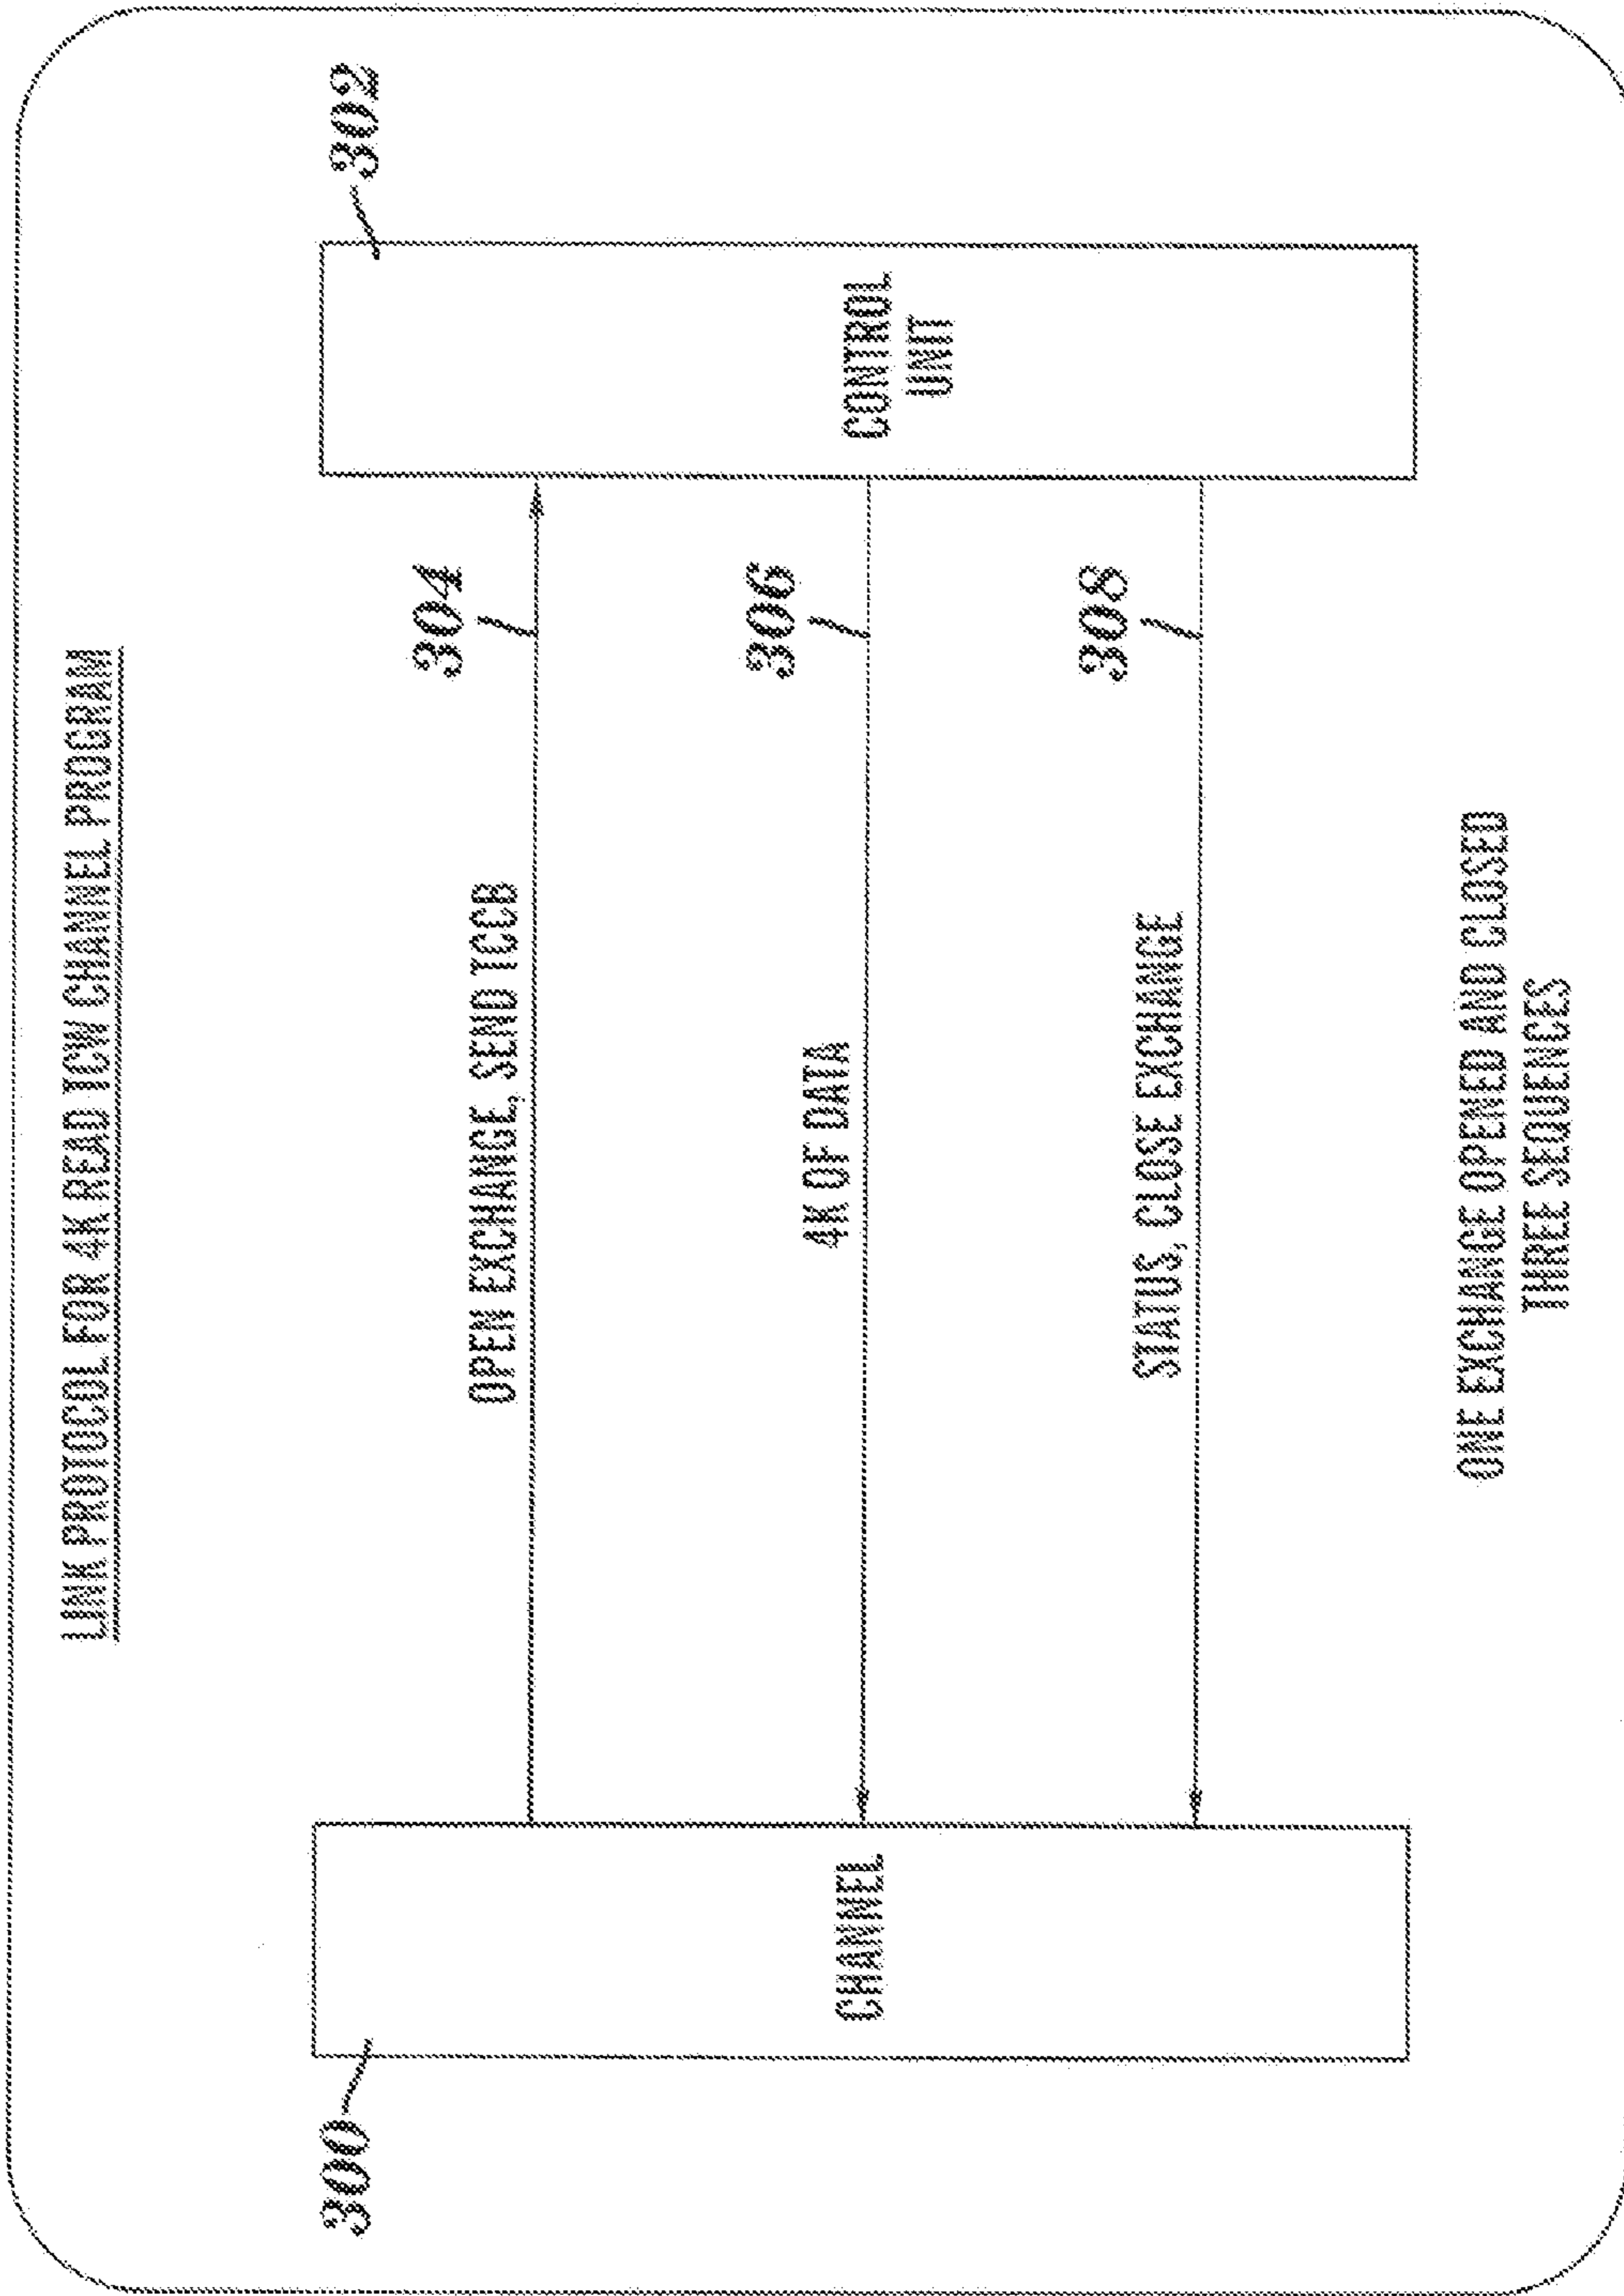 LINK PROTOCOL FOR 4K READ TCW CHANNEL PROGRAM
300
302
CHANNEL
CONTROL
UNIT
OPEN EXCHANGE, SEND TCCB
304
4K OF DATA
306
STATUS, CLOSE EXCHANGE
308
ONE EXCHANGE OPENED AND CLOSED
THREE SEQUENCES